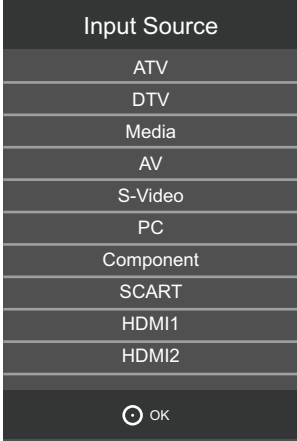 Input Source
ATV
DTV
Media
AV
S-Video
PC
Component
SCART
HDMI1
HDMI2
OK